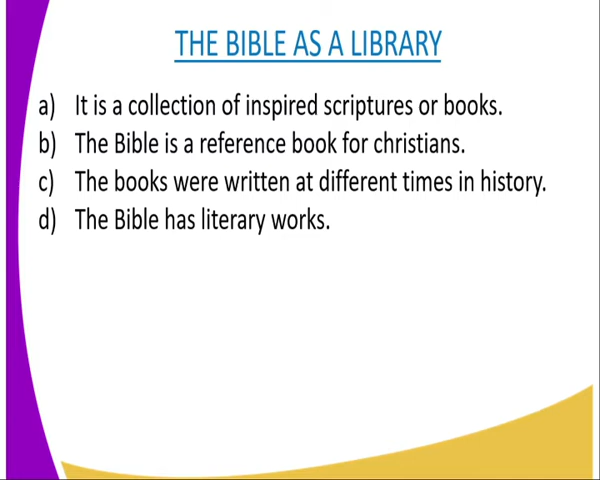 THE BIBLE AS A LIBRARY
a) It is a collection of inspired scriptures or books.
b) The Bible is a reference book for christians.
c) The books were written at different times in history.
d) The Bible has literary works.